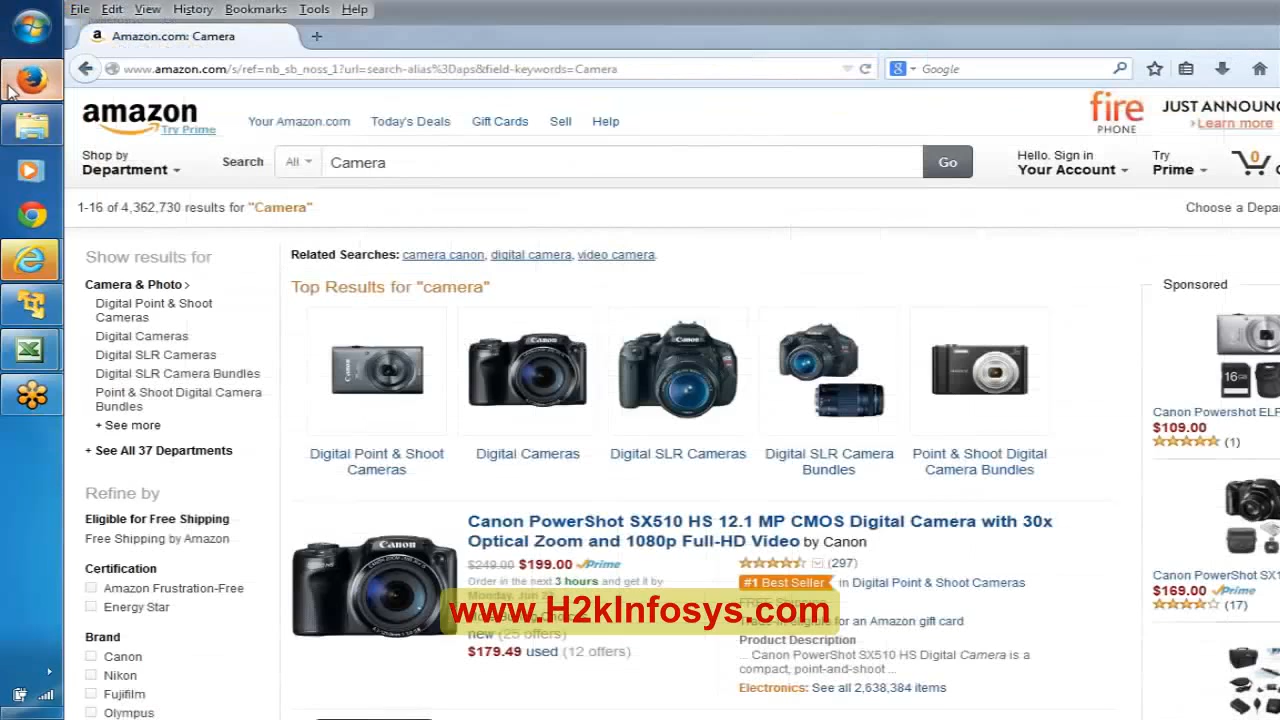 File Edit View History Bookmarks Tools Help
Amazon.com: Camera
www.amazon.com/s/ref=nb_sb_noss_1?url=search-alias%3Daps&field-keywords=Camera
Google
amazon
Try Prime
Your Amazon.com Today's Deals Gift Cards Sell Help
fire
PHONE
JUST ANNOUN
Learn more
Shop by
Department
Search All Camera Go
Hello. Sign in
Your Account
Try
Prime
0
1-16 of 4,362,730 results for "Camera"
Choose a Depa
Show results for
Camera & Photo
Digital Point & Shoot
Cameras
Digital Cameras
Digital SLR Cameras
Digital SLR Camera Bundles
Point & Shoot Digital Camera
Bundles
+ See more
+ See All 37 Departments
Refine by
Eligible for Free Shipping
Free Shipping by Amazon
Certification
Amazon Frustration-Free
Energy Star
Brand
Canon
Nikon
Fujifilm
Olympus
Related Searches: camera canon, digital camera, video camera.
Top Results for "camera"
Digital Point & Shoot
Cameras
Digital Cameras
Digital SLR Cameras
Digital SLR Camera
Bundles
Point & Shoot Digital
Camera Bundles
Canon PowerShot SX510 HS 12.1 MP CMOS Digital Camera with 30x
Optical Zoom and 1080p Full-HD Video by Canon
$249.00 $199.00 Prime
Order in the next 3 hours and get it by
Monday,
new (25 offers)
$179.49 used (12 offers)
(297)
#1 Best Seller in Digital Point & Shoot Cameras
for an Amazon gift card
Product Description
... Canon PowerShot SX510 HS Digital Camera is a
compact, point-and-shoot ...
Electronics: See all 2,638,384 items
www.H2kInfosys.com
Sponsored
16GB
Canon Powershot ELF
$109.00
(1)
Canon PowerShot SX1
$169.00 Prime
(17)